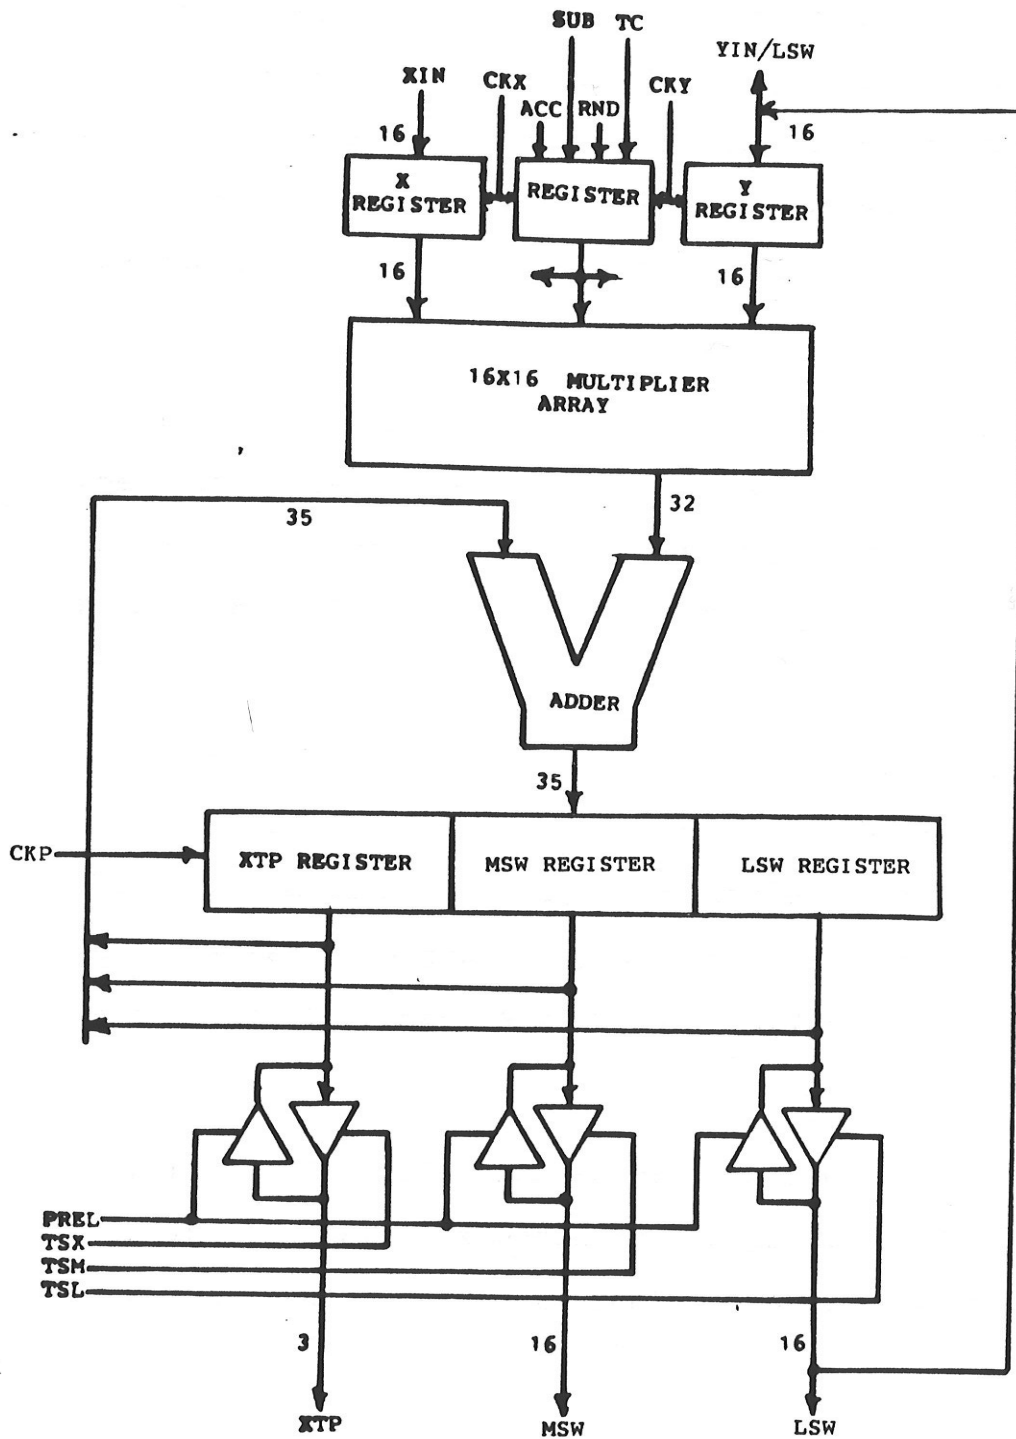 SUB TC
YIN/LSW
XIN
CKX
CKY
ACC
RND
16
16
X
REGISTER
REGISTER
Y
REGISTER
16
16
16X16 MULTIPLIER
ARRAY
35
32
ADDER
35
CKP
XTP REGISTER
MSW REGISTER
LSW REGISTER
PREL
TSX
TSM
TSL
3
16
16
XTP
MSW
LSW